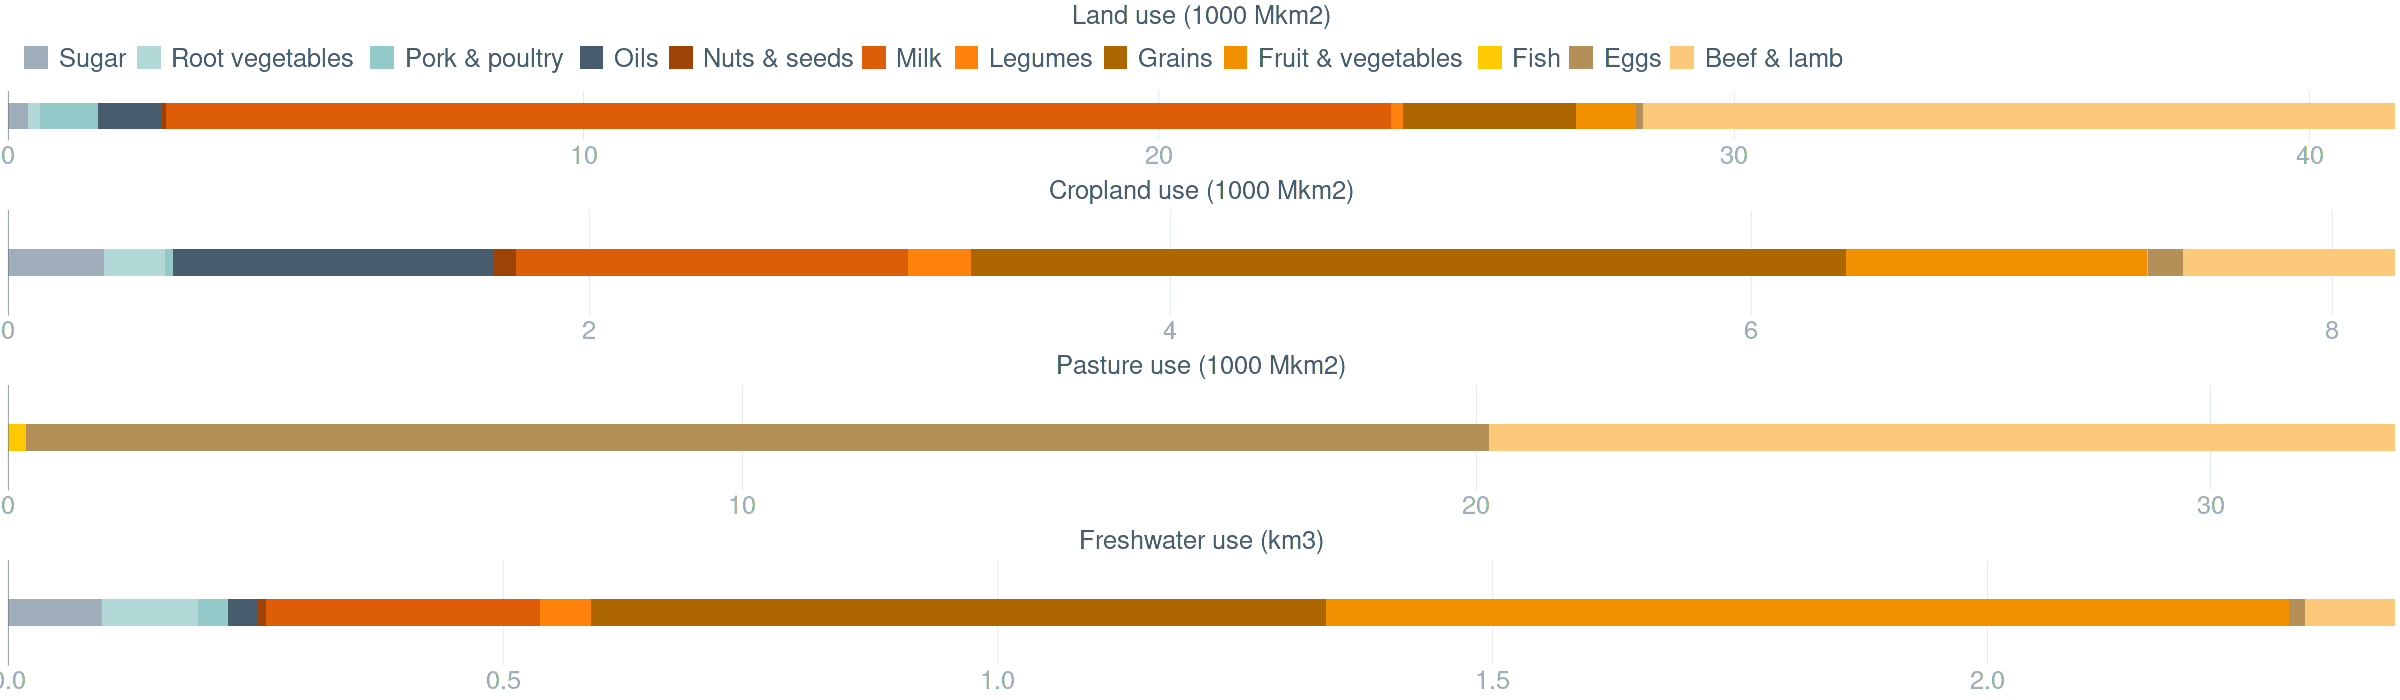 Land use (1000 Mkm2)
Sugar Root vegetables Pork & poultry Oils Nuts & seeds Milk Legumes Grains Fruit & vegetables Fish Eggs Beef & lamb
0 10 20 30 40
Cropland use (1000 Mkm2)
0 2 4 6 8
Pasture use (1000 Mkm2)
0 10 20 30
Freshwater use (km3)
0.0 0.5 1.0 1.5 2.0